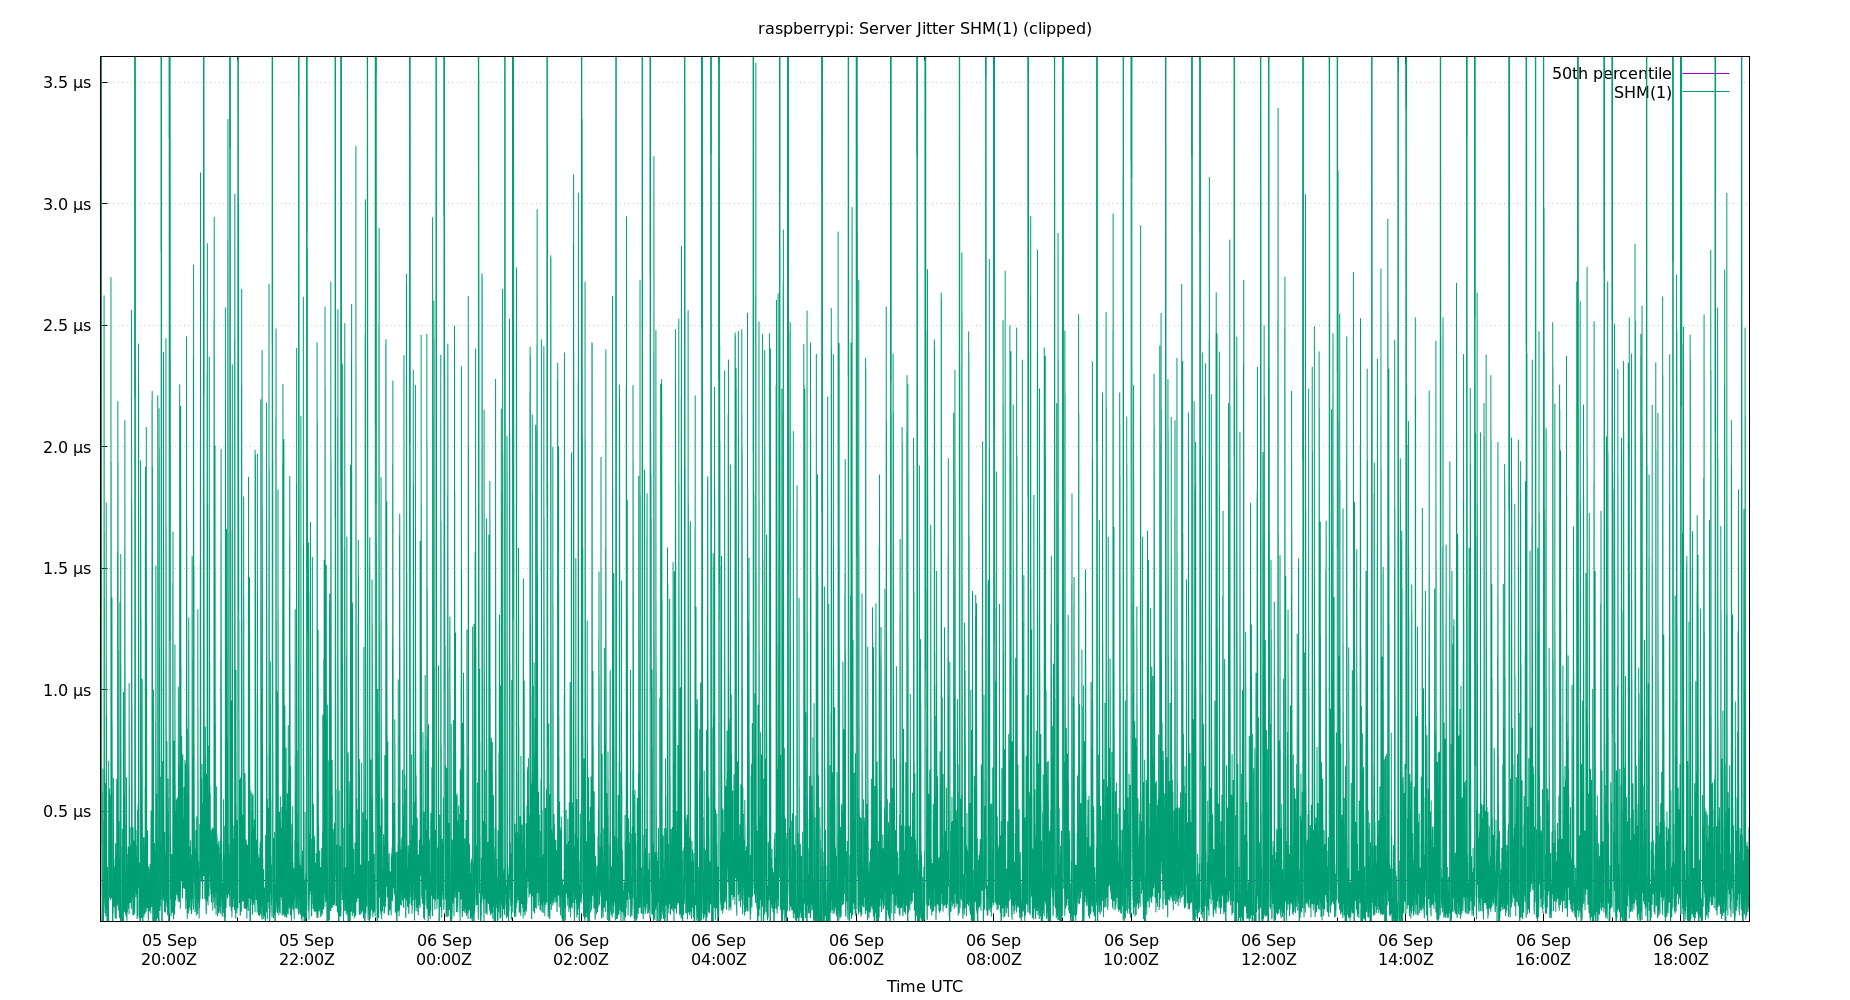 raspberrypi: Server Jitter SHM(1) (clipped)
50th percentile
SHM(1)
3.5 μs
3.0 μs
2.5 μs
2.0 μs
1.5 μs
1.0 μs
0.5 μs
05 Sep 05 Sep 06 Sep 06 Sep 06 Sep 06 Sep 06 Sep 06 Sep 06 Sep 06 Sep 06 Sep 06 Sep
20:00Z 22:00Z 00:00Z 02:00Z 04:00Z 06:00Z 08:00Z 10:00Z 12:00Z 14:00Z 16:00Z 18:00Z
Time UTC